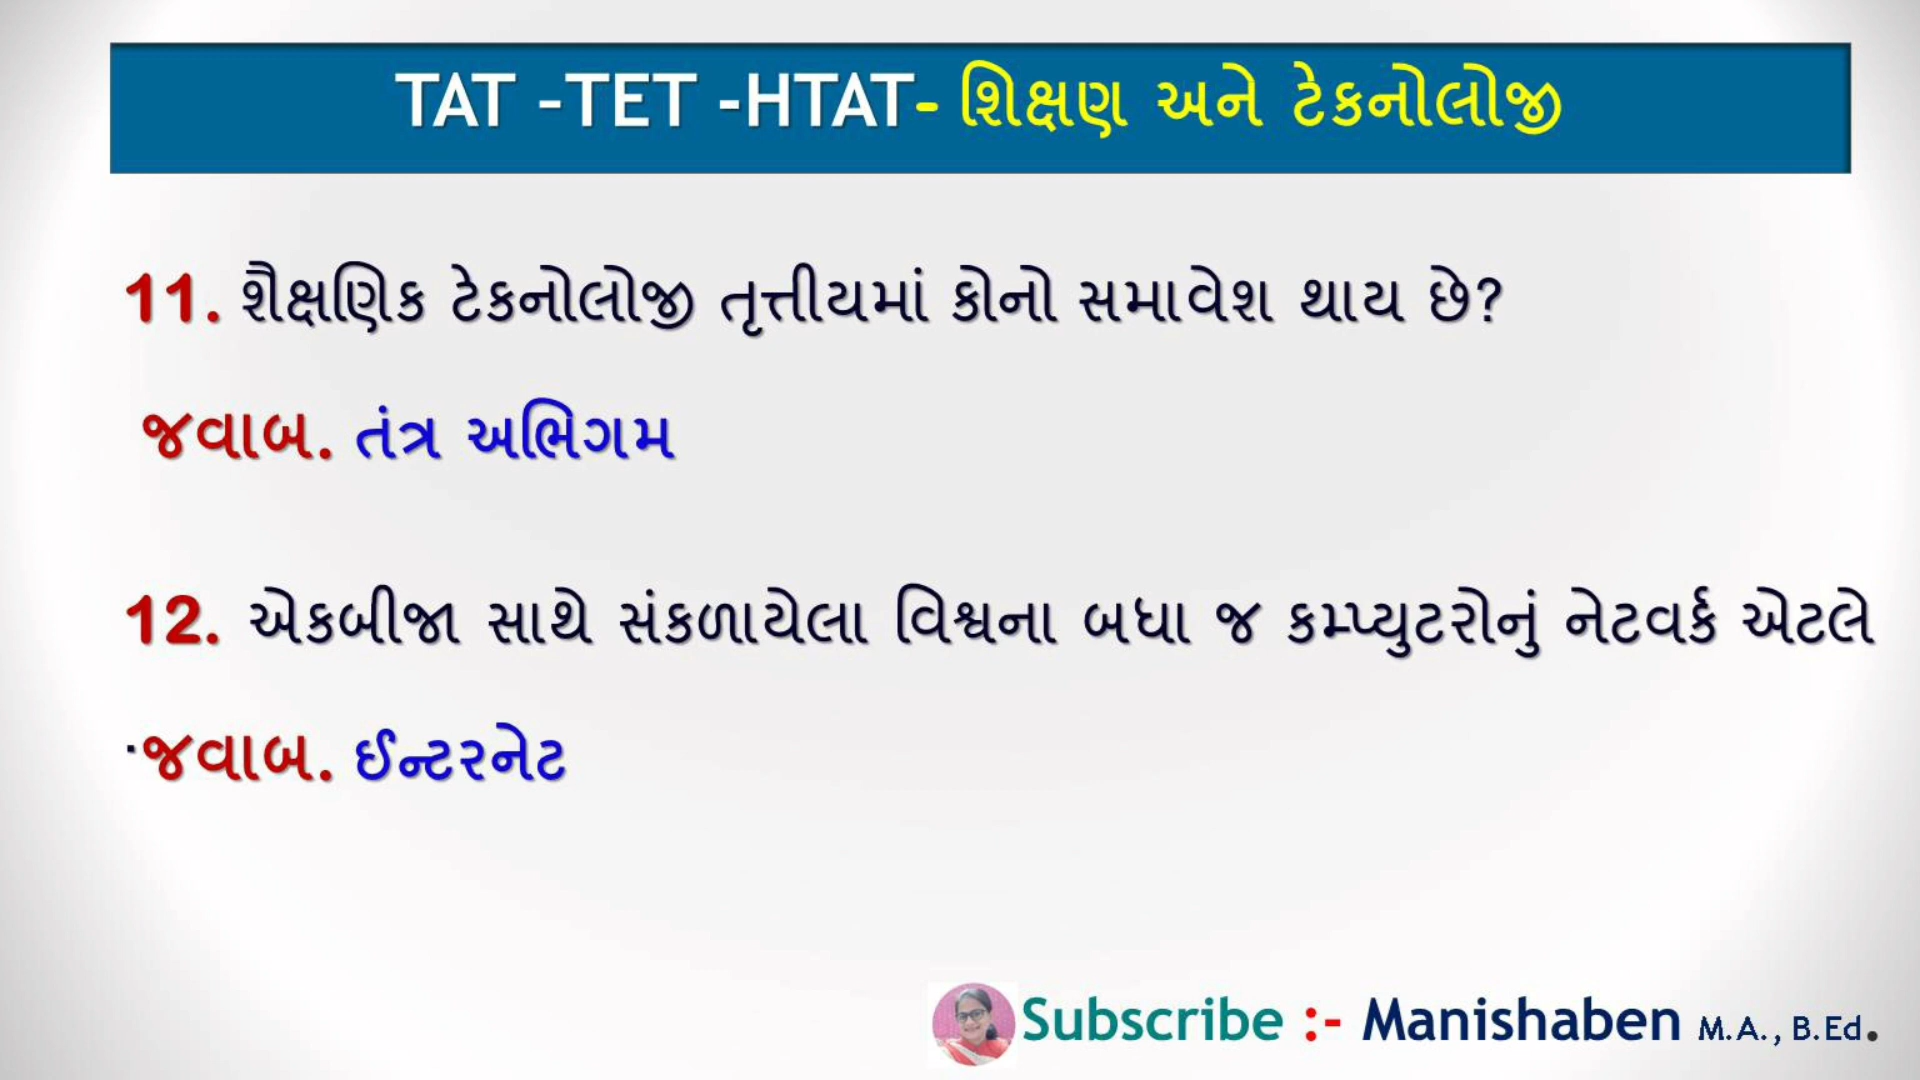 TAT -TET -HTAT- શિક્ષણ અને ટેકનોલોજી
11. શૈક્ષણિક ટેકનોલોજી તૃત્તીયમાં કોનો સમાવેશ થાય છે?
જવાબ. તંત્ર અભિગમ
12. એકબીજા સાથે સંકળાયેલા વિશ્વના બધા જ કમ્પ્યુટરોનું નેટવર્ક એટલે
.જવાબ. ઈન્ટરનેટ
Subscribe :- Manishaben M.A., B.Ed.